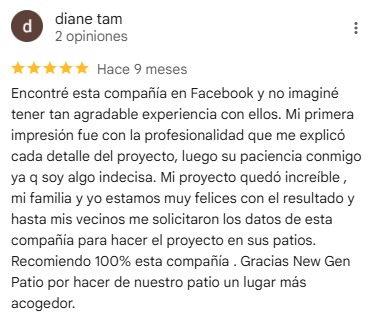 d
diane tam
2 opiniones
Hace 9 meses
Encontré esta compañía en Facebook y no imaginé
tener tan agradable experiencia con ellos. Mi primera
impresión fue con la profesionalidad que me explicó
cada detalle del proyecto, luego su paciencia conmigo
ya q soy algo indecisa. Mi proyecto quedó increíble ,
mi familia y yo estamos muy felices con el resultado y
hasta mis vecinos me solicitaron los datos de esta
compañía para hacer el proyecto en sus patios.
Recomiendo 100% esta compañía . Gracias New Gen
Patio por hacer de nuestro patio un lugar más
acogedor.